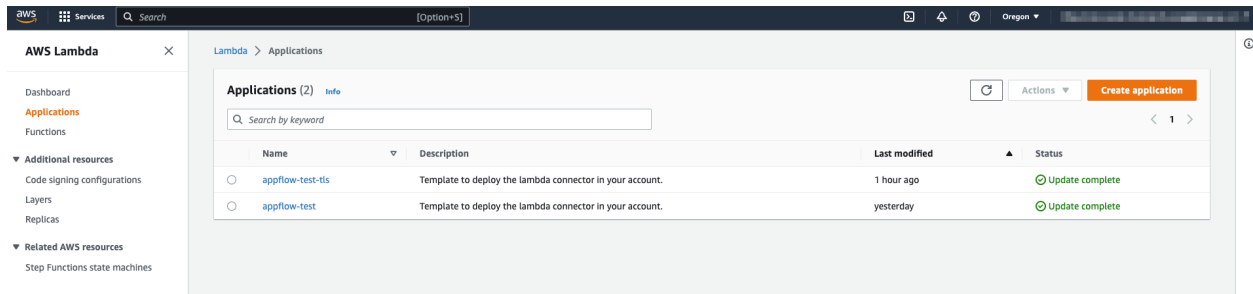 aws Services Search [Option+S] Oregon ▼
AWS Lambda
Dashboard
Applications
Functions
▼ Additional resources
Code signing configurations
Layers
Replicas
▼ Related AWS resources
Step Functions state machines
Lambda > Applications
Applications (2) Info
Actions ▼ Create application
Search by keyword
< 1 >
Name Description Last modified Status
appflow-test-tls Template to deploy the lambda connector in your account. 1 hour ago Update complete
appflow-test Template to deploy the lambda connector in your account. yesterday Update complete